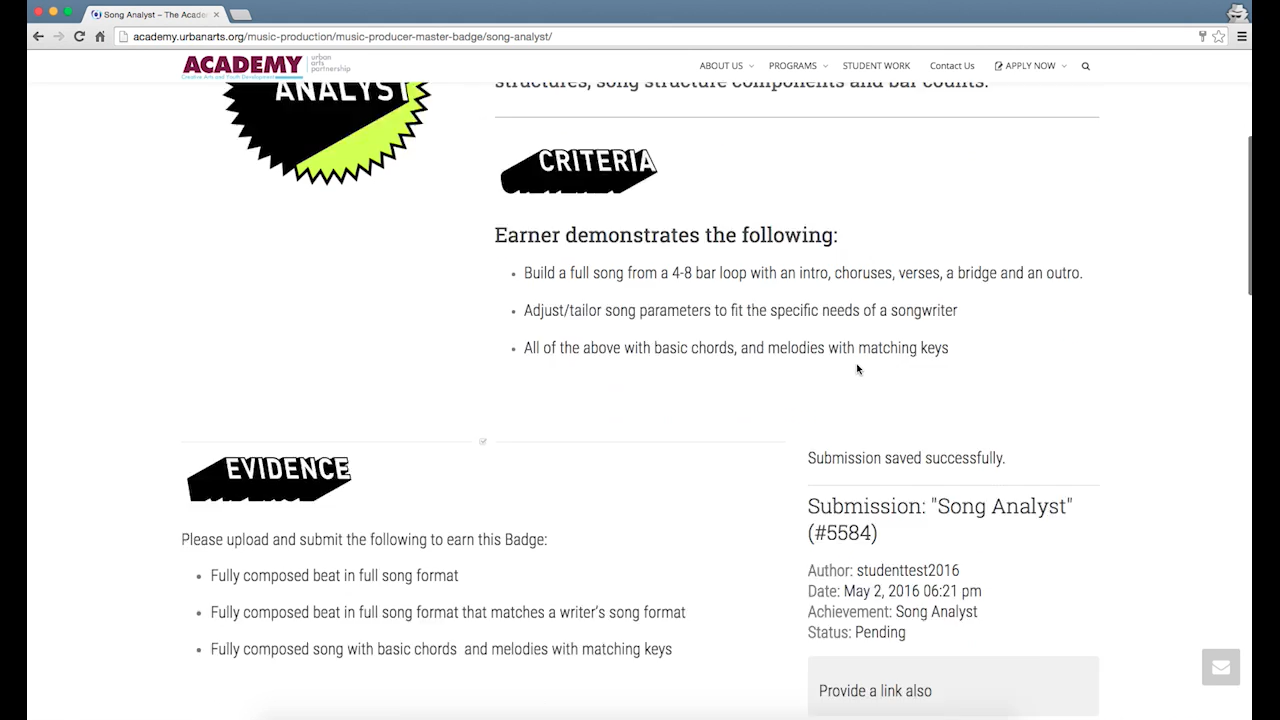 Song Analyst – The Acade
academy.urbanarts.org/music-production/music-producer-master-badge/song-analyst/
ACADEMY
Creative Arts and Youth Development
urban
arts
partnership
ABOUT US
PROGRAMS
STUDENT WORK
Contact Us
APPLY NOW
ANALYST
structures, song structure components and bar counts.
CRITERIA
Earner demonstrates the following:
• Build a full song from a 4-8 bar loop with an intro, choruses, verses, a bridge and an outro.
• Adjust/tailor song parameters to fit the specific needs of a songwriter
• All of the above with basic chords, and melodies with matching keys
EVIDENCE
Please upload and submit the following to earn this Badge:
• Fully composed beat in full song format
• Fully composed beat in full song format that matches a writer's song format
• Fully composed song with basic chords and melodies with matching keys
Submission saved successfully.
Submission: "Song Analyst"
(#5584)
Author: studenttest2016
Date: May 2, 2016 06:21 pm
Achievement: Song Analyst
Status: Pending
Provide a link also